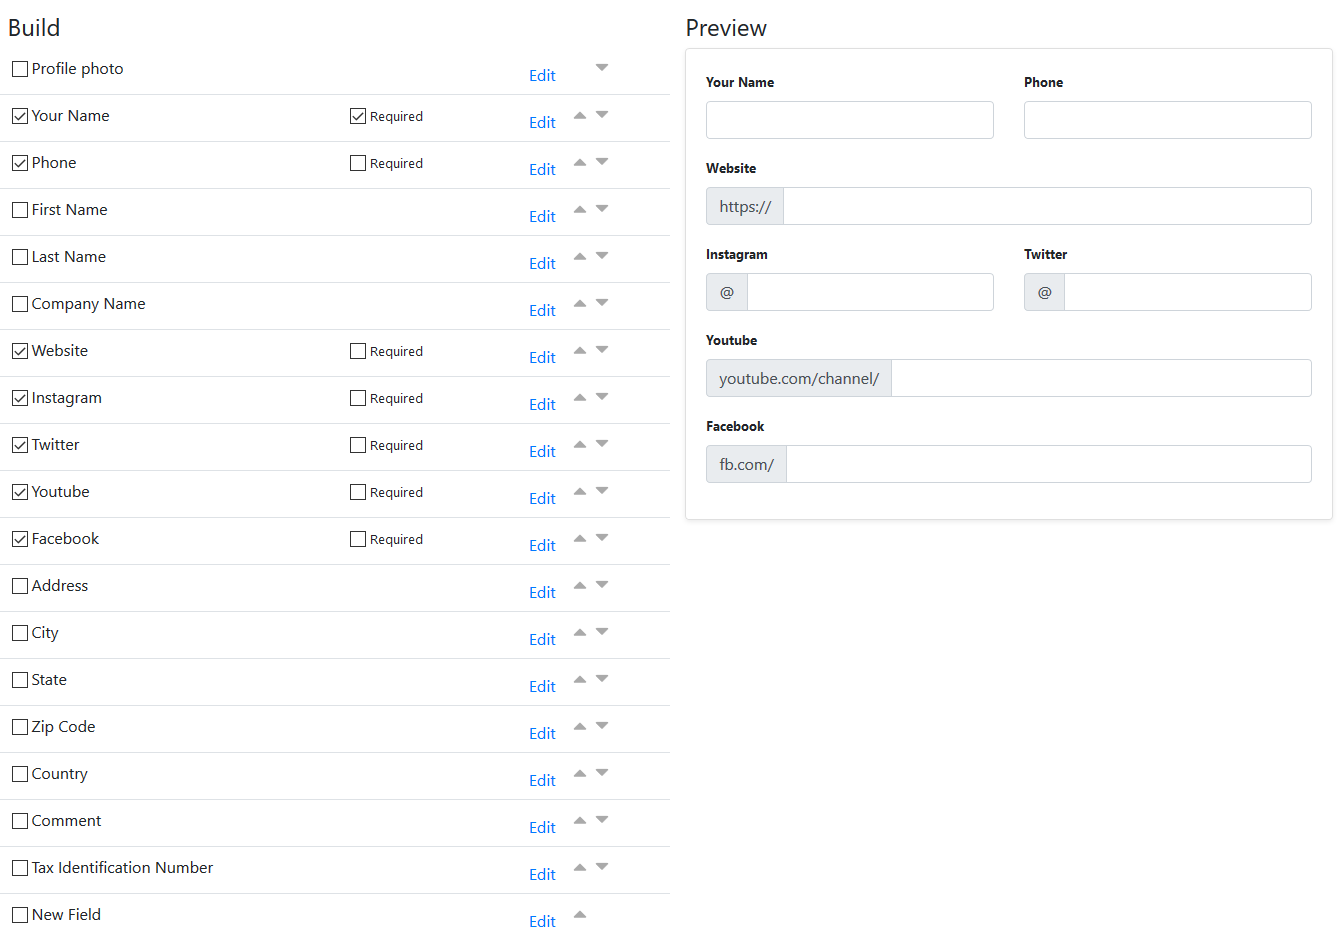 Build
Profile photo Edit
Your Name Required Edit
Phone Required Edit
First Name Edit
Last Name Edit
Company Name Edit
Website Required Edit
Instagram Required Edit
Twitter Required Edit
Youtube Required Edit
Facebook Required Edit
Address Edit
City Edit
State Edit
Zip Code Edit
Country Edit
Comment Edit
Tax Identification Number Edit
New Field Edit
Preview
Your Name Phone
Website
https://
Instagram Twitter
@ @
Youtube
youtube.com/channel/
Facebook
fb.com/